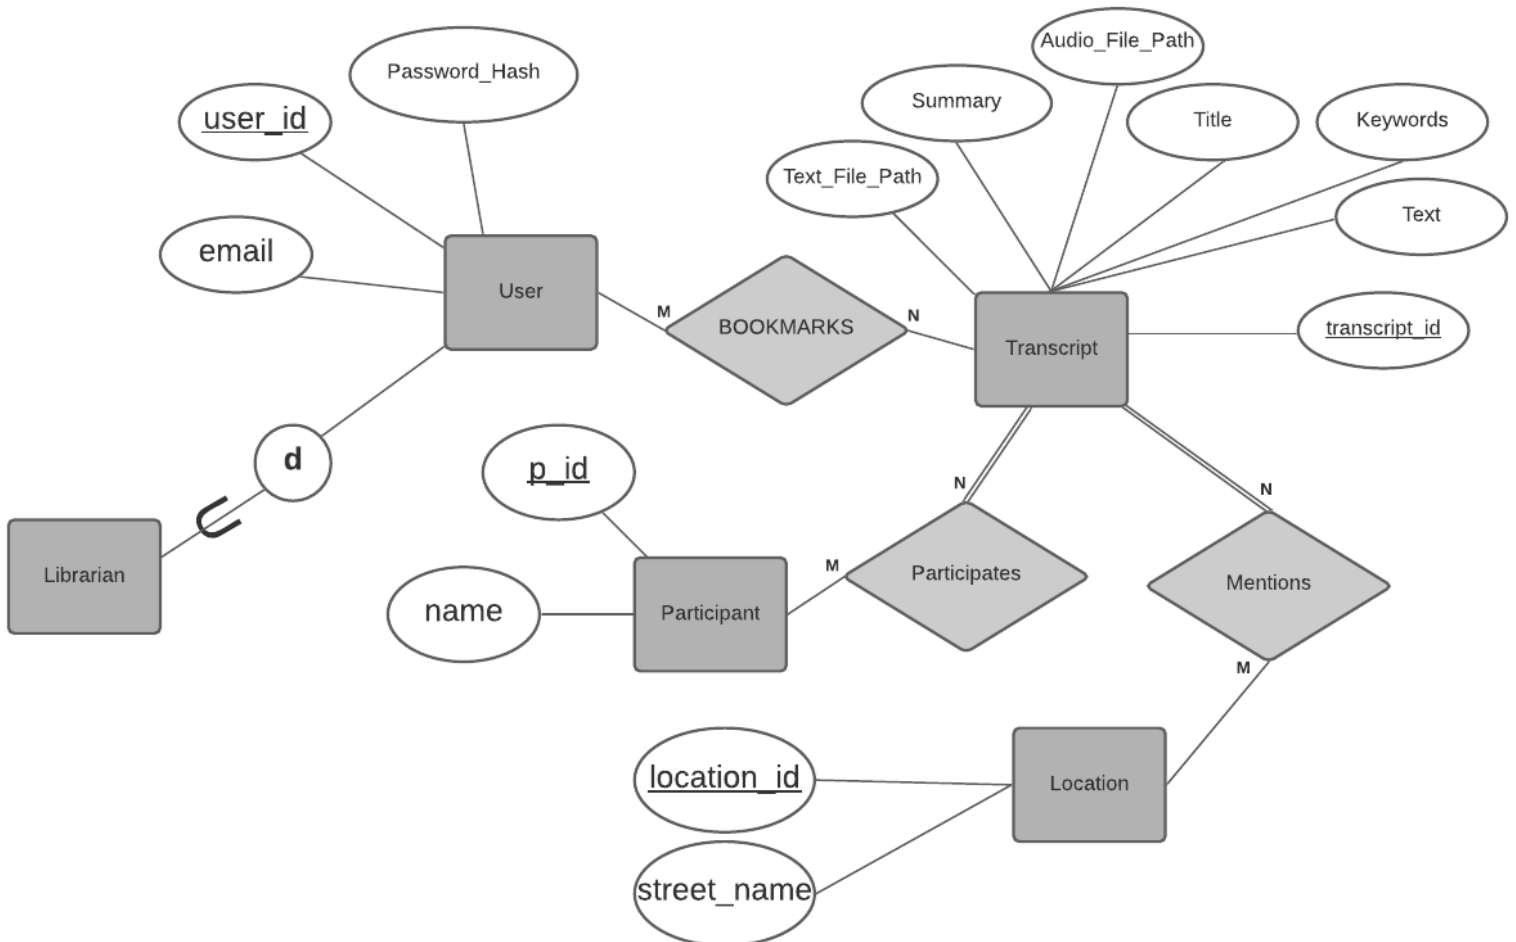 Audio_File_Path
Password_Hash
Summary
Title
Keywords
user_id
Text_File_Path
Text
email
User
M
BOOKMARKS
N
Transcript
transcript_id
d
p_id
N
N
Librarian
name
Participant
M
Participates
Mentions
M
location_id
Location
street_name